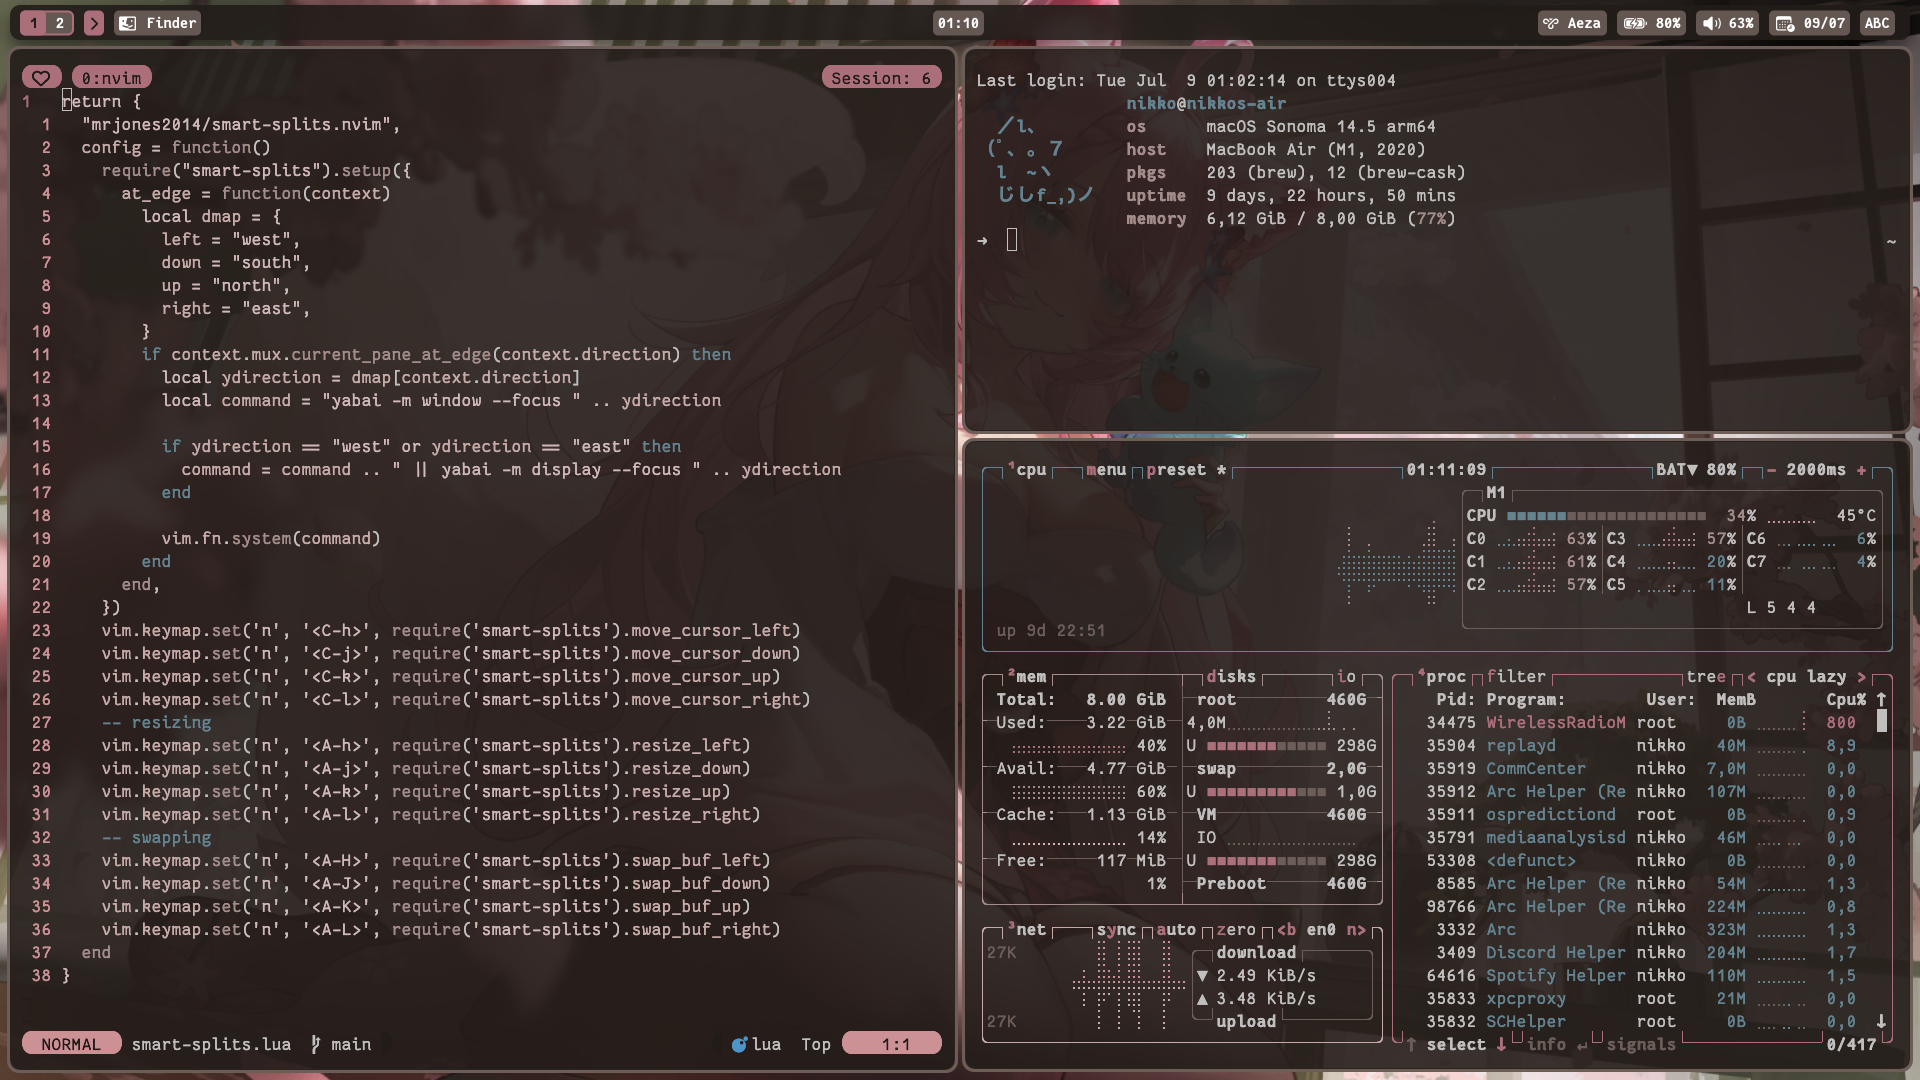 1 2 Finder 01:10 Aeza 80% 63% 09/07 ABC
0:nvim Session: 6
1 return {
1 "mrjones2014/smart-splits.nvim",
2 config = function()
3 require("smart-splits").setup({
4 at_edge = function(context)
5 local dmap = {
6 left = "west",
7 down = "south",
8 up = "north",
9 right = "east",
10 }
11 if context.mux.current_pane_at_edge(context.direction) then
12 local ydirection = dmap[context.direction]
13 local command = "yabai -m window --focus " .. ydirection
14
15 if ydirection == "west" or ydirection == "east" then
16 command = command .. " || yabai -m display --focus " .. ydirection
17 end
18
19 vim.fn.system(command)
20 end
21 end,
22 })
23 vim.keymap.set('n', '<C-h>', require('smart-splits').move_cursor_left)
24 vim.keymap.set('n', '<C-j>', require('smart-splits').move_cursor_down)
25 vim.keymap.set('n', '<C-k>', require('smart-splits').move_cursor_up)
26 vim.keymap.set('n', '<C-l>', require('smart-splits').move_cursor_right)
27 -- resizing
28 vim.keymap.set('n', '<A-h>', require('smart-splits').resize_left)
29 vim.keymap.set('n', '<A-j>', require('smart-splits').resize_down)
30 vim.keymap.set('n', '<A-k>', require('smart-splits').resize_up)
31 vim.keymap.set('n', '<A-l>', require('smart-splits').resize_right)
32 -- swapping
33 vim.keymap.set('n', '<A-H>', require('smart-splits').swap_buf_left)
34 vim.keymap.set('n', '<A-J>', require('smart-splits').swap_buf_down)
35 vim.keymap.set('n', '<A-K>', require('smart-splits').swap_buf_up)
36 vim.keymap.set('n', '<A-L>', require('smart-splits').swap_buf_right)
37 end
38 }
NORMAL smart-splits.lua main lua Top 1:1
Last login: Tue Jul 9 01:02:14 on ttys004
nikko@nikkos-air
／l、 os macOS Sonoma 14.5 arm64
(ﾟ、 。 7 host MacBook Air (M1, 2020)
l ~ヽ pkgs 203 (brew), 12 (brew-cask)
じしf_,)ノ uptime 9 days, 22 hours, 50 mins
memory 6,12 GiB / 8,00 GiB (77%)
➜ ~
¹cpu menu preset * 01:11:09 BAT▼ 80% - 2000ms +
M1
CPU 34% 45°C
C0 63% C3 57% C6 6%
C1 61% C4 20% C7 4%
C2 57% C5 11%
L 5 4 4
up 9d 22:51
²mem disks io
Total: 8.00 GiB root 460G
Used: 3.22 GiB 4,0M
40% U 298G
Avail: 4.77 GiB swap 2,0G
60% U 1,0G
Cache: 1.13 GiB VM 460G
14% IO
Free: 117 MiB U 298G
1% Preboot 460G
³net sync auto zero <b en0 n>
27K download
▼ 2.49 KiB/s
▲ 3.48 KiB/s
27K upload
⁴proc filter tree < cpu lazy >
Pid: Program: User: MemB Cpu% ↑
34475 WirelessRadioM root 0B 800
35904 replayd nikko 40M 8,9
35919 CommCenter nikko 7,0M 0,0
35912 Arc Helper (Re nikko 107M 0,0
35911 ospredictiond root 0B 0,9
35791 mediaanalysisd nikko 46M 0,0
53308 <defunct> nikko 0B 0,0
8585 Arc Helper (Re nikko 54M 1,3
98766 Arc Helper (Re nikko 224M 0,8
3332 Arc nikko 323M 1,3
3409 Discord Helper nikko 204M 1,7
64616 Spotify Helper nikko 110M 1,5
35833 xpcproxy root 21M 0,0
35832 SCHelper root 0B 0,0 ↓
↑ select ↓ info ↵ signals 0/417